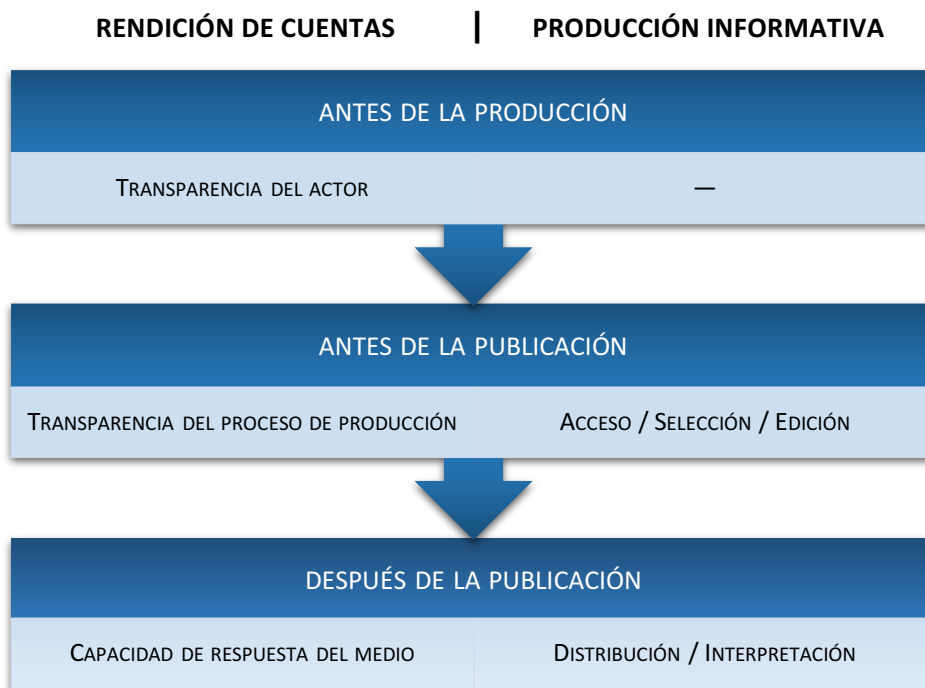 RENDICIÓN DE CUENTAS | PRODUCCIÓN INFORMATIVA
ANTES DE LA PRODUCCIÓN
TRANSPARENCIA DEL ACTOR —
ANTES DE LA PUBLICACIÓN
TRANSPARENCIA DEL PROCESO DE PRODUCCIÓN ACCESO / SELECCIÓN / EDICIÓN
DESPUÉS DE LA PUBLICACIÓN
CAPACIDAD DE RESPUESTA DEL MEDIO DISTRIBUCIÓN / INTERPRETACIÓN